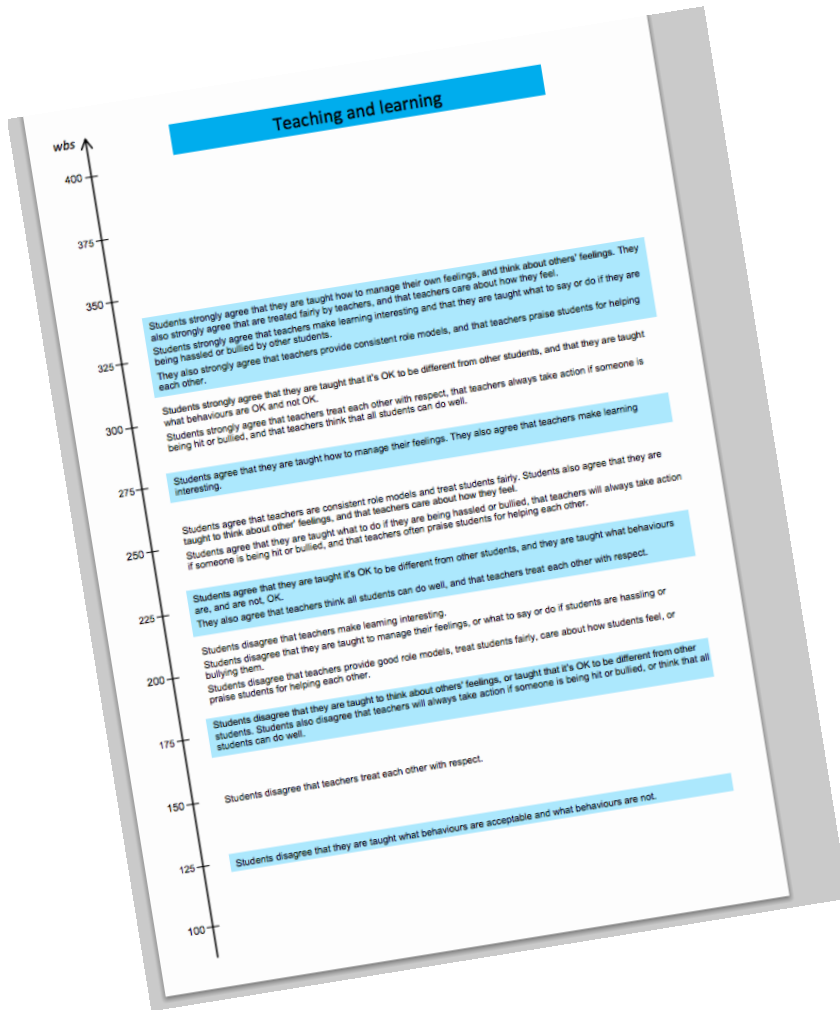 Teaching and learning
wbs
400
375
350
Students strongly agree that they are taught how to manage their own feelings, and think about others' feelings. They
also strongly agree that are treated fairly by teachers, and that teachers care about how they feel.
Students strongly agree that teachers make learning interesting and that they are taught what to say or do if they are
being hassled or bullied by other students.
They also strongly agree that teachers provide consistent role models, and that teachers praise students for helping
each other.
325
Students strongly agree that they are taught that it's OK to be different from other students, and that they are taught
what behaviours are OK and not OK.
Students strongly agree that teachers treat each other with respect, that teachers always take action if someone is
being hit or bullied, and that teachers think that all students can do well.
300
Students agree that they are taught how to manage their feelings. They also agree that teachers make learning
interesting.
275
Students agree that teachers are consistent role models and treat students fairly. Students also agree that they are
taught to think about other' feelings, and that teachers care about how they feel.
Students agree that they are taught what to do if they are being hassled or bullied, that teachers will always take action
if someone is being hit or bullied, and that teachers often praise students for helping each other.
250
Students agree that they are taught it's OK to be different from other students, and they are taught what behaviours
are, and are not, OK.
They also agree that teachers think all students can do well, and that teachers treat each other with respect.
225
Students disagree that teachers make learning interesting.
Students disagree that they are taught to manage their feelings, or what to say or do if students are hassling or
bullying them.
Students disagree that teachers provide good role models, treat students fairly, care about how students feel, or
praise students for helping each other.
200
Students disagree that they are taught to think about others' feelings, or taught that it's OK to be different from other
students. Students also disagree that teachers will always take action if someone is being hit or bullied, or think that all
students can do well.
175
Students disagree that teachers treat each other with respect.
150
Students disagree that they are taught what behaviours are acceptable and what behaviours are not.
125
100